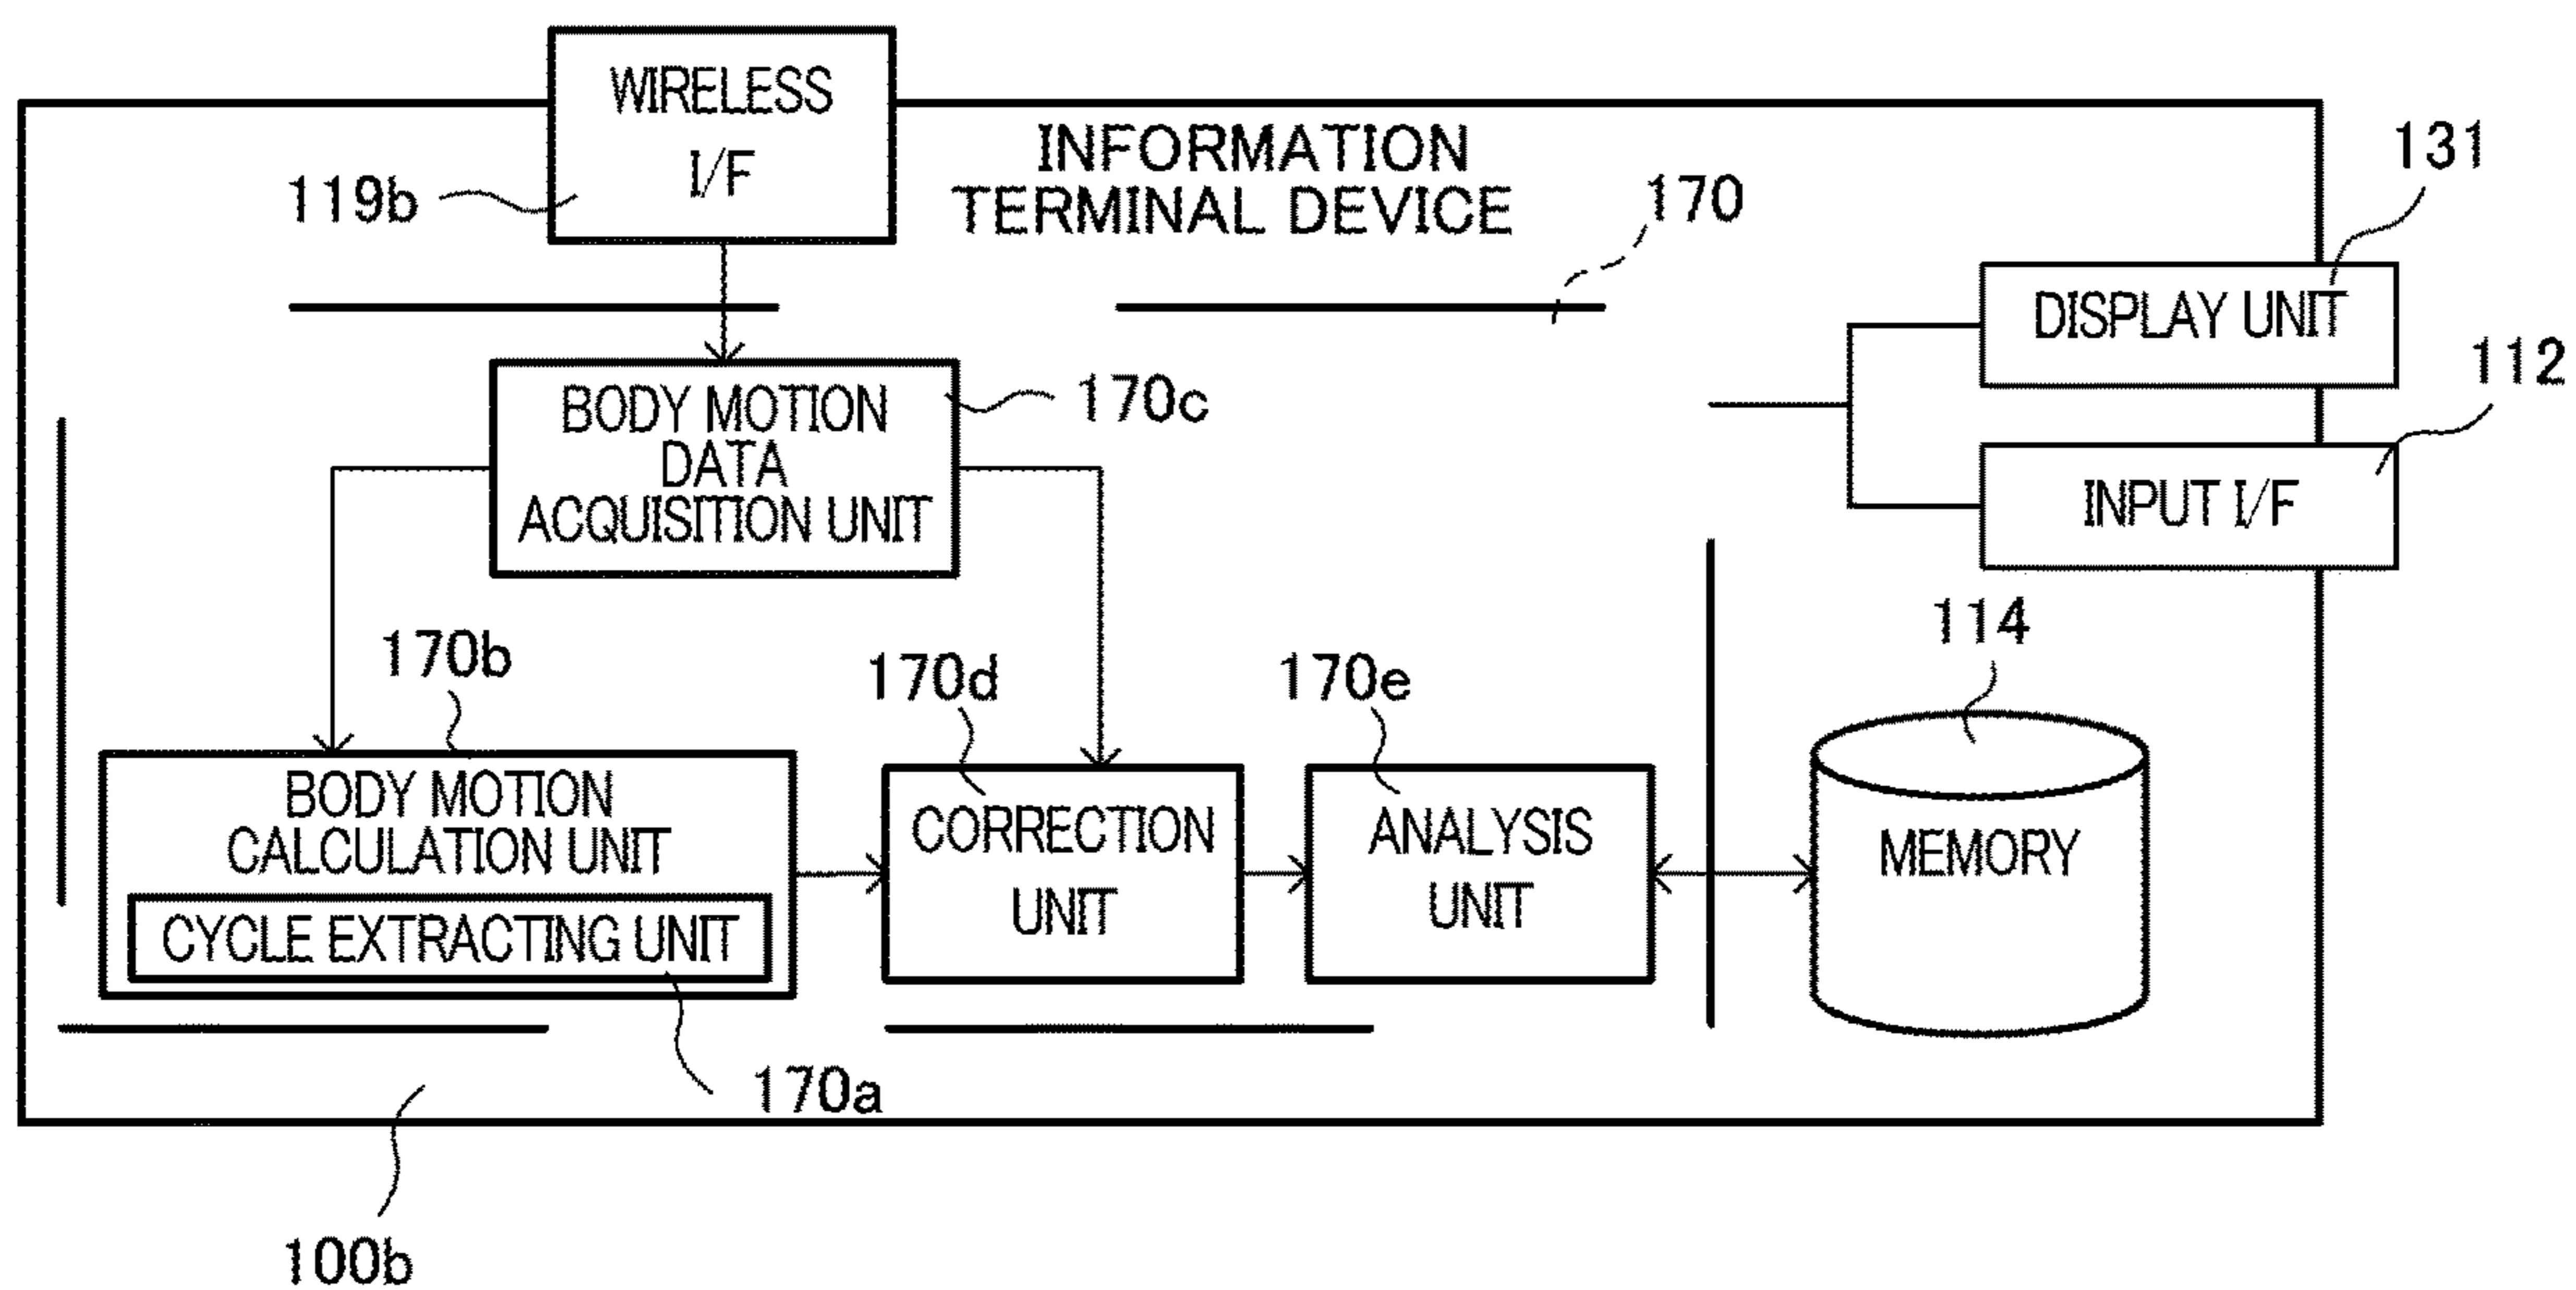 WIRELESS
I/F
119b
INFORMATION
TERMINAL DEVICE
170
131
DISPLAY UNIT
112
INPUT I/F
BODY MOTION
DATA
ACQUISITION UNIT
170c
170b
170d
170e
114
BODY MOTION
CALCULATION UNIT
CYCLE EXTRACTING UNIT
CORRECTION
UNIT
ANALYSIS
UNIT
MEMORY
170a
100b